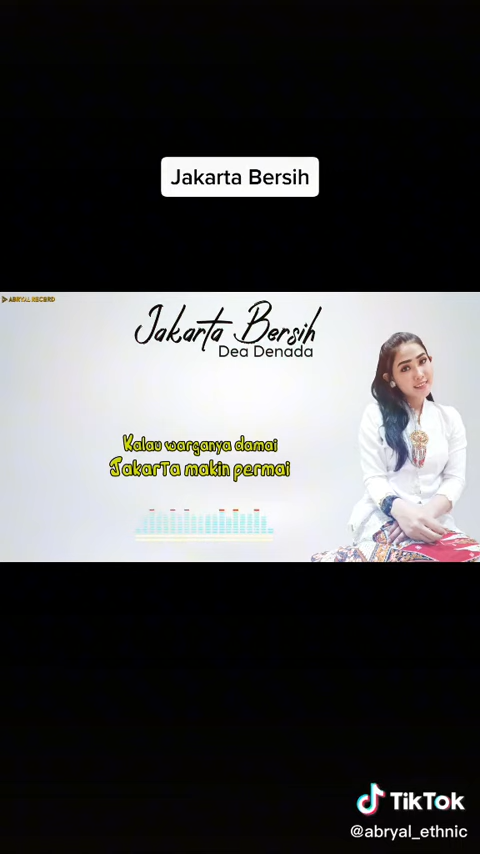 Jakarta Bersih
ABRYAL RECORD
Jakarta Bersih
Dea Denada
Kalau warganya damai
Jakarta makin permai
TikTok
@abryal_ethnic